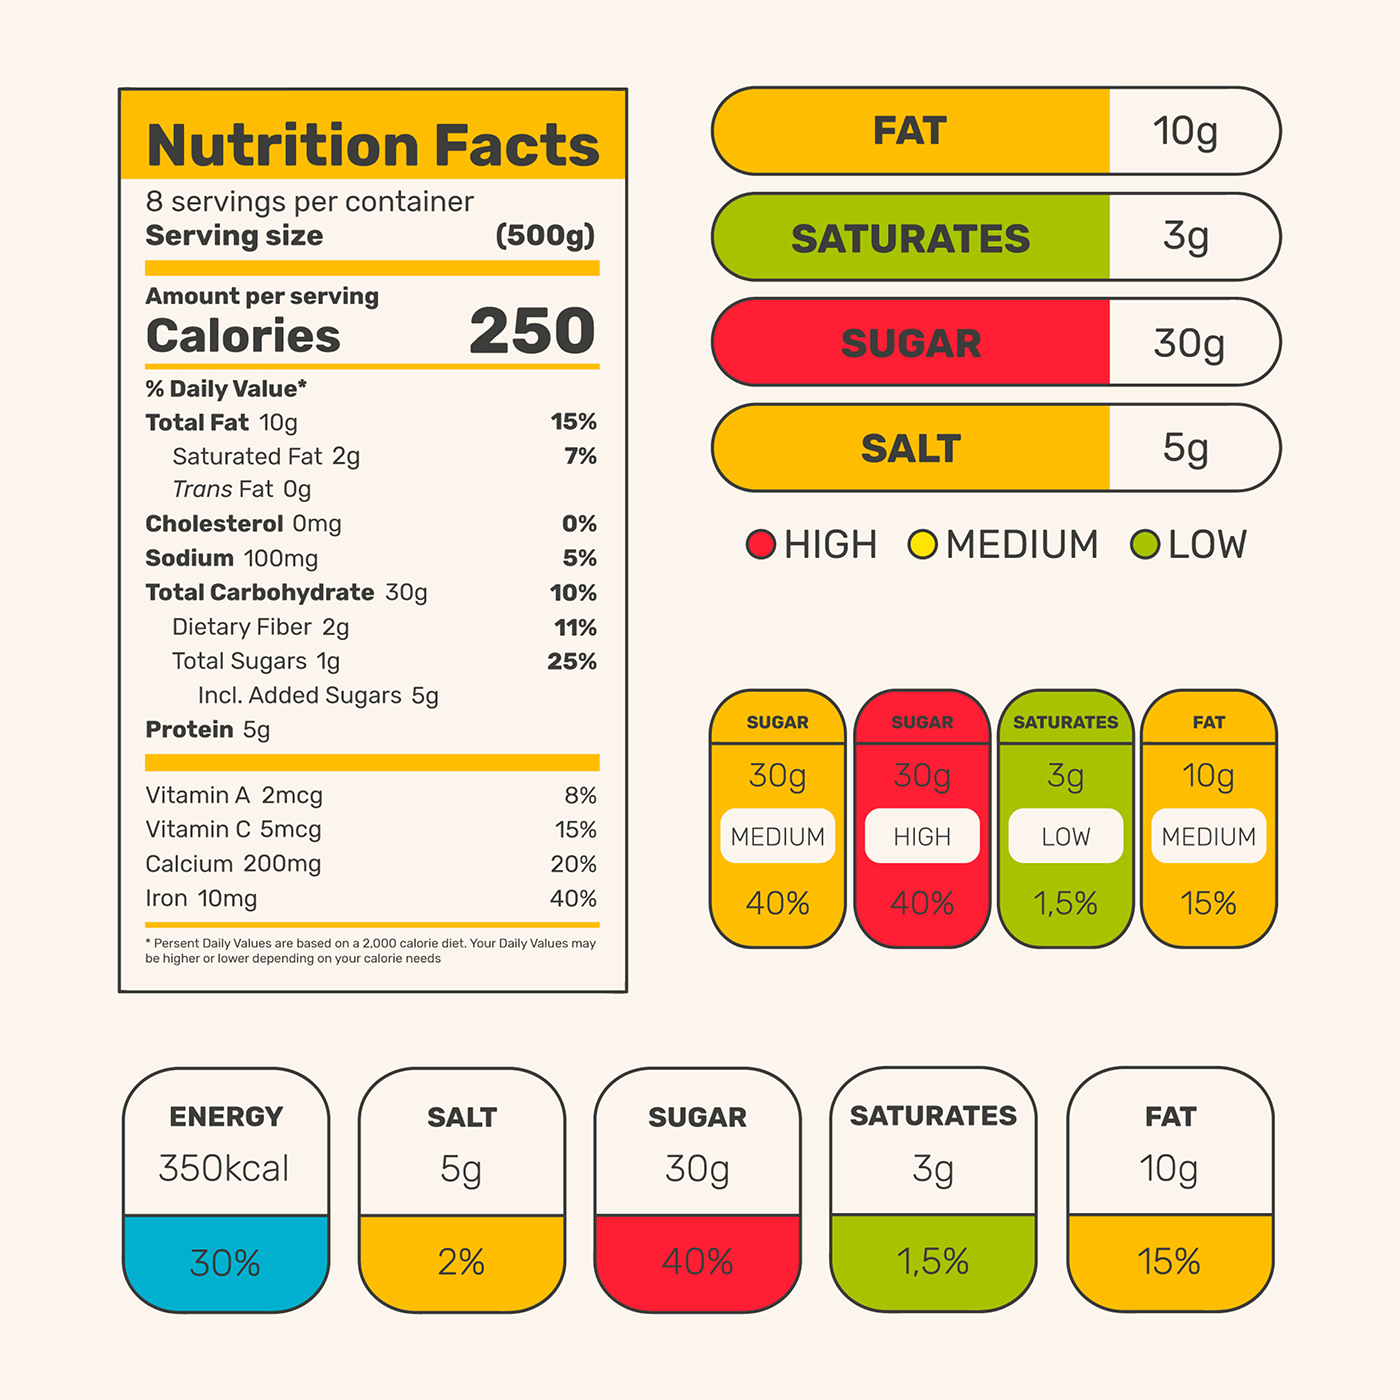 Nutrition Facts
8 servings per container
Serving size (500g)
Amount per serving
Calories 250
% Daily Value*
Total Fat 10g 15%
Saturated Fat 2g 7%
Trans Fat 0g
Cholesterol 0mg 0%
Sodium 100mg 5%
Total Carbohydrate 30g 10%
Dietary Fiber 2g 11%
Total Sugars 1g 25%
Incl. Added Sugars 5g
Protein 5g
Vitamin A 2mcg 8%
Vitamin C 5mcg 15%
Calcium 200mg 20%
Iron 10mg 40%
* Persent Daily Values are based on a 2,000 calorie diet. Your Daily Values may
be higher or lower depending on your calorie needs
FAT 10g
SATURATES 3g
SUGAR 30g
SALT 5g
HIGH MEDIUM LOW
SUGAR SUGAR SATURATES FAT
30g 30g 3g 10g
MEDIUM HIGH LOW MEDIUM
40% 40% 1,5% 15%
ENERGY SALT SUGAR SATURATES FAT
350kcal 5g 30g 3g 10g
30% 2% 40% 1,5% 15%